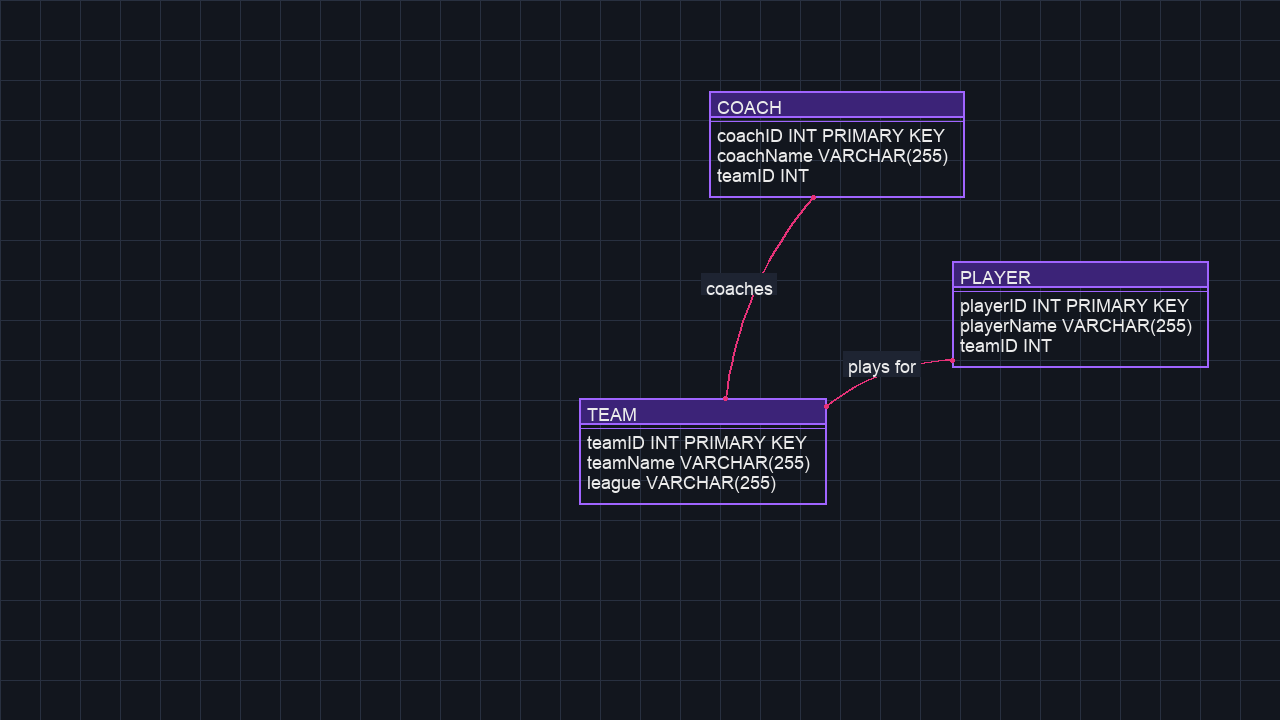 COACH
coachID INT PRIMARY KEY
coachName VARCHAR(255)
teamID INT
coaches
PLAYER
playerID INT PRIMARY KEY
playerName VARCHAR(255)
teamID INT
plays for
TEAM
teamID INT PRIMARY KEY
teamName VARCHAR(255)
league VARCHAR(255)